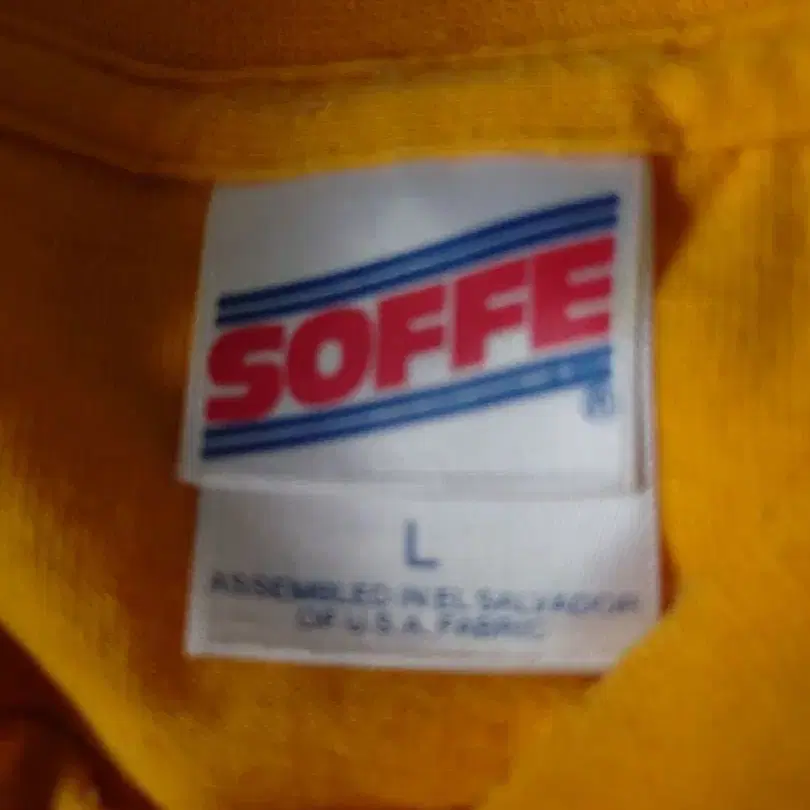 SOFFE
®
L
ASSEMBLED IN EL SALVADOR
OF U.S.A. FABRIC